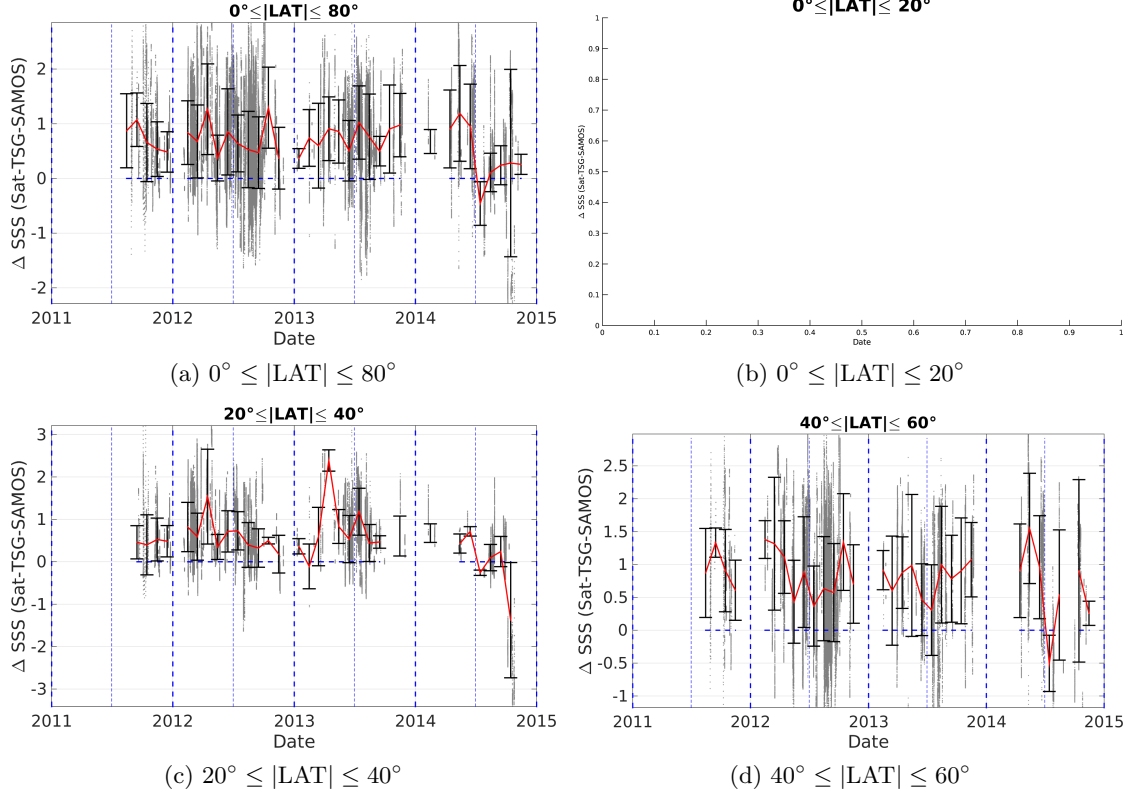 0°≤|LAT|≤ 80°
Δ SSS (Sat-TSG-SAMOS)
2
1
0
-1
-2
2011 2012 2013 2014 2015
Date
(a) 0° ≤ |LAT| ≤ 80°
0°≤|LAT|≤ 20°
Δ SSS (Sat-TSG-SAMOS)
1
0.9
0.8
0.7
0.6
0.5
0.4
0.3
0.2
0.1
0
0 0.1 0.2 0.3 0.4 0.5 0.6 0.7 0.8 0.9 1
Date
(b) 0° ≤ |LAT| ≤ 20°
20°≤|LAT|≤ 40°
Δ SSS (Sat-TSG-SAMOS)
3
2
1
0
-1
-2
-3
2011 2012 2013 2014 2015
Date
(c) 20° ≤ |LAT| ≤ 40°
40°≤|LAT|≤ 60°
Δ SSS (Sat-TSG-SAMOS)
2.5
2
1.5
1
0.5
0
-0.5
-1
2011 2012 2013 2014 2015
Date
(d) 40° ≤ |LAT| ≤ 60°